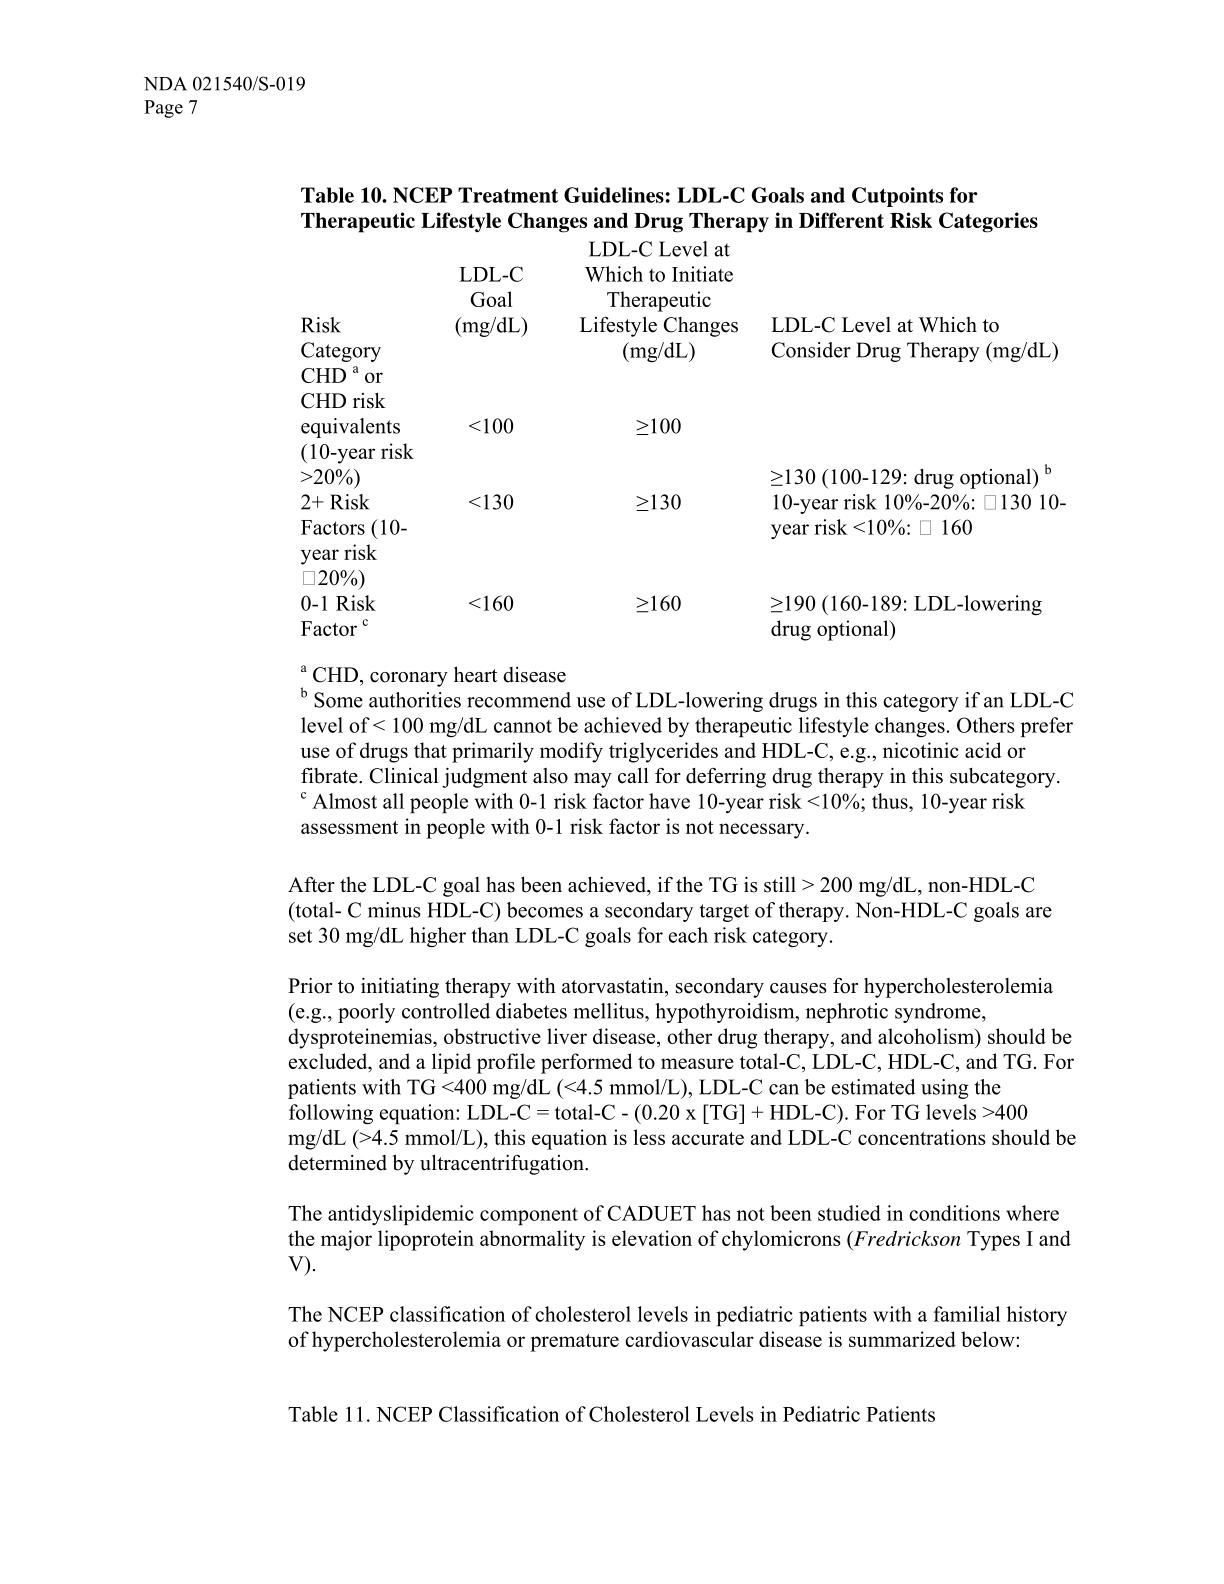 NDA 021540/S-019
Page 7
Table 10. NCEP Treatment Guidelines: LDL-C Goals and Cutpoints for
Therapeutic Lifestyle Changes and Drug Therapy in Different Risk Categories
Risk
Category
LDL-C
Goal
(mg/dL)
LDL-C Level at
Which to Initiate
Therapeutic
Lifestyle Changes
(mg/dL)
LDL-C Level at Which to
Consider Drug Therapy (mg/dL)
CHD a or
CHD risk
equivalents
(10-year risk
>20%)
<100
≥100
≥130 (100-129: drug optional) b
2+ Risk
Factors (10-
year risk
□20%)
<130
≥130
10-year risk 10%-20%: □130 10-
year risk <10%: □ 160
0-1 Risk
Factor c
<160
≥160
≥190 (160-189: LDL-lowering
drug optional)
a CHD, coronary heart disease
b Some authorities recommend use of LDL-lowering drugs in this category if an LDL-C
level of < 100 mg/dL cannot be achieved by therapeutic lifestyle changes. Others prefer
use of drugs that primarily modify triglycerides and HDL-C, e.g., nicotinic acid or
fibrate. Clinical judgment also may call for deferring drug therapy in this subcategory.
c Almost all people with 0-1 risk factor have 10-year risk <10%; thus, 10-year risk
assessment in people with 0-1 risk factor is not necessary.
After the LDL-C goal has been achieved, if the TG is still > 200 mg/dL, non-HDL-C
(total- C minus HDL-C) becomes a secondary target of therapy. Non-HDL-C goals are
set 30 mg/dL higher than LDL-C goals for each risk category.
Prior to initiating therapy with atorvastatin, secondary causes for hypercholesterolemia
(e.g., poorly controlled diabetes mellitus, hypothyroidism, nephrotic syndrome,
dysproteinemias, obstructive liver disease, other drug therapy, and alcoholism) should be
excluded, and a lipid profile performed to measure total-C, LDL-C, HDL-C, and TG. For
patients with TG <400 mg/dL (<4.5 mmol/L), LDL-C can be estimated using the
following equation: LDL-C = total-C - (0.20 x [TG] + HDL-C). For TG levels >400
mg/dL (>4.5 mmol/L), this equation is less accurate and LDL-C concentrations should be
determined by ultracentrifugation.
The antidyslipidemic component of CADUET has not been studied in conditions where
the major lipoprotein abnormality is elevation of chylomicrons (Fredrickson Types I and
V).
The NCEP classification of cholesterol levels in pediatric patients with a familial history
of hypercholesterolemia or premature cardiovascular disease is summarized below:
Table 11. NCEP Classification of Cholesterol Levels in Pediatric Patients